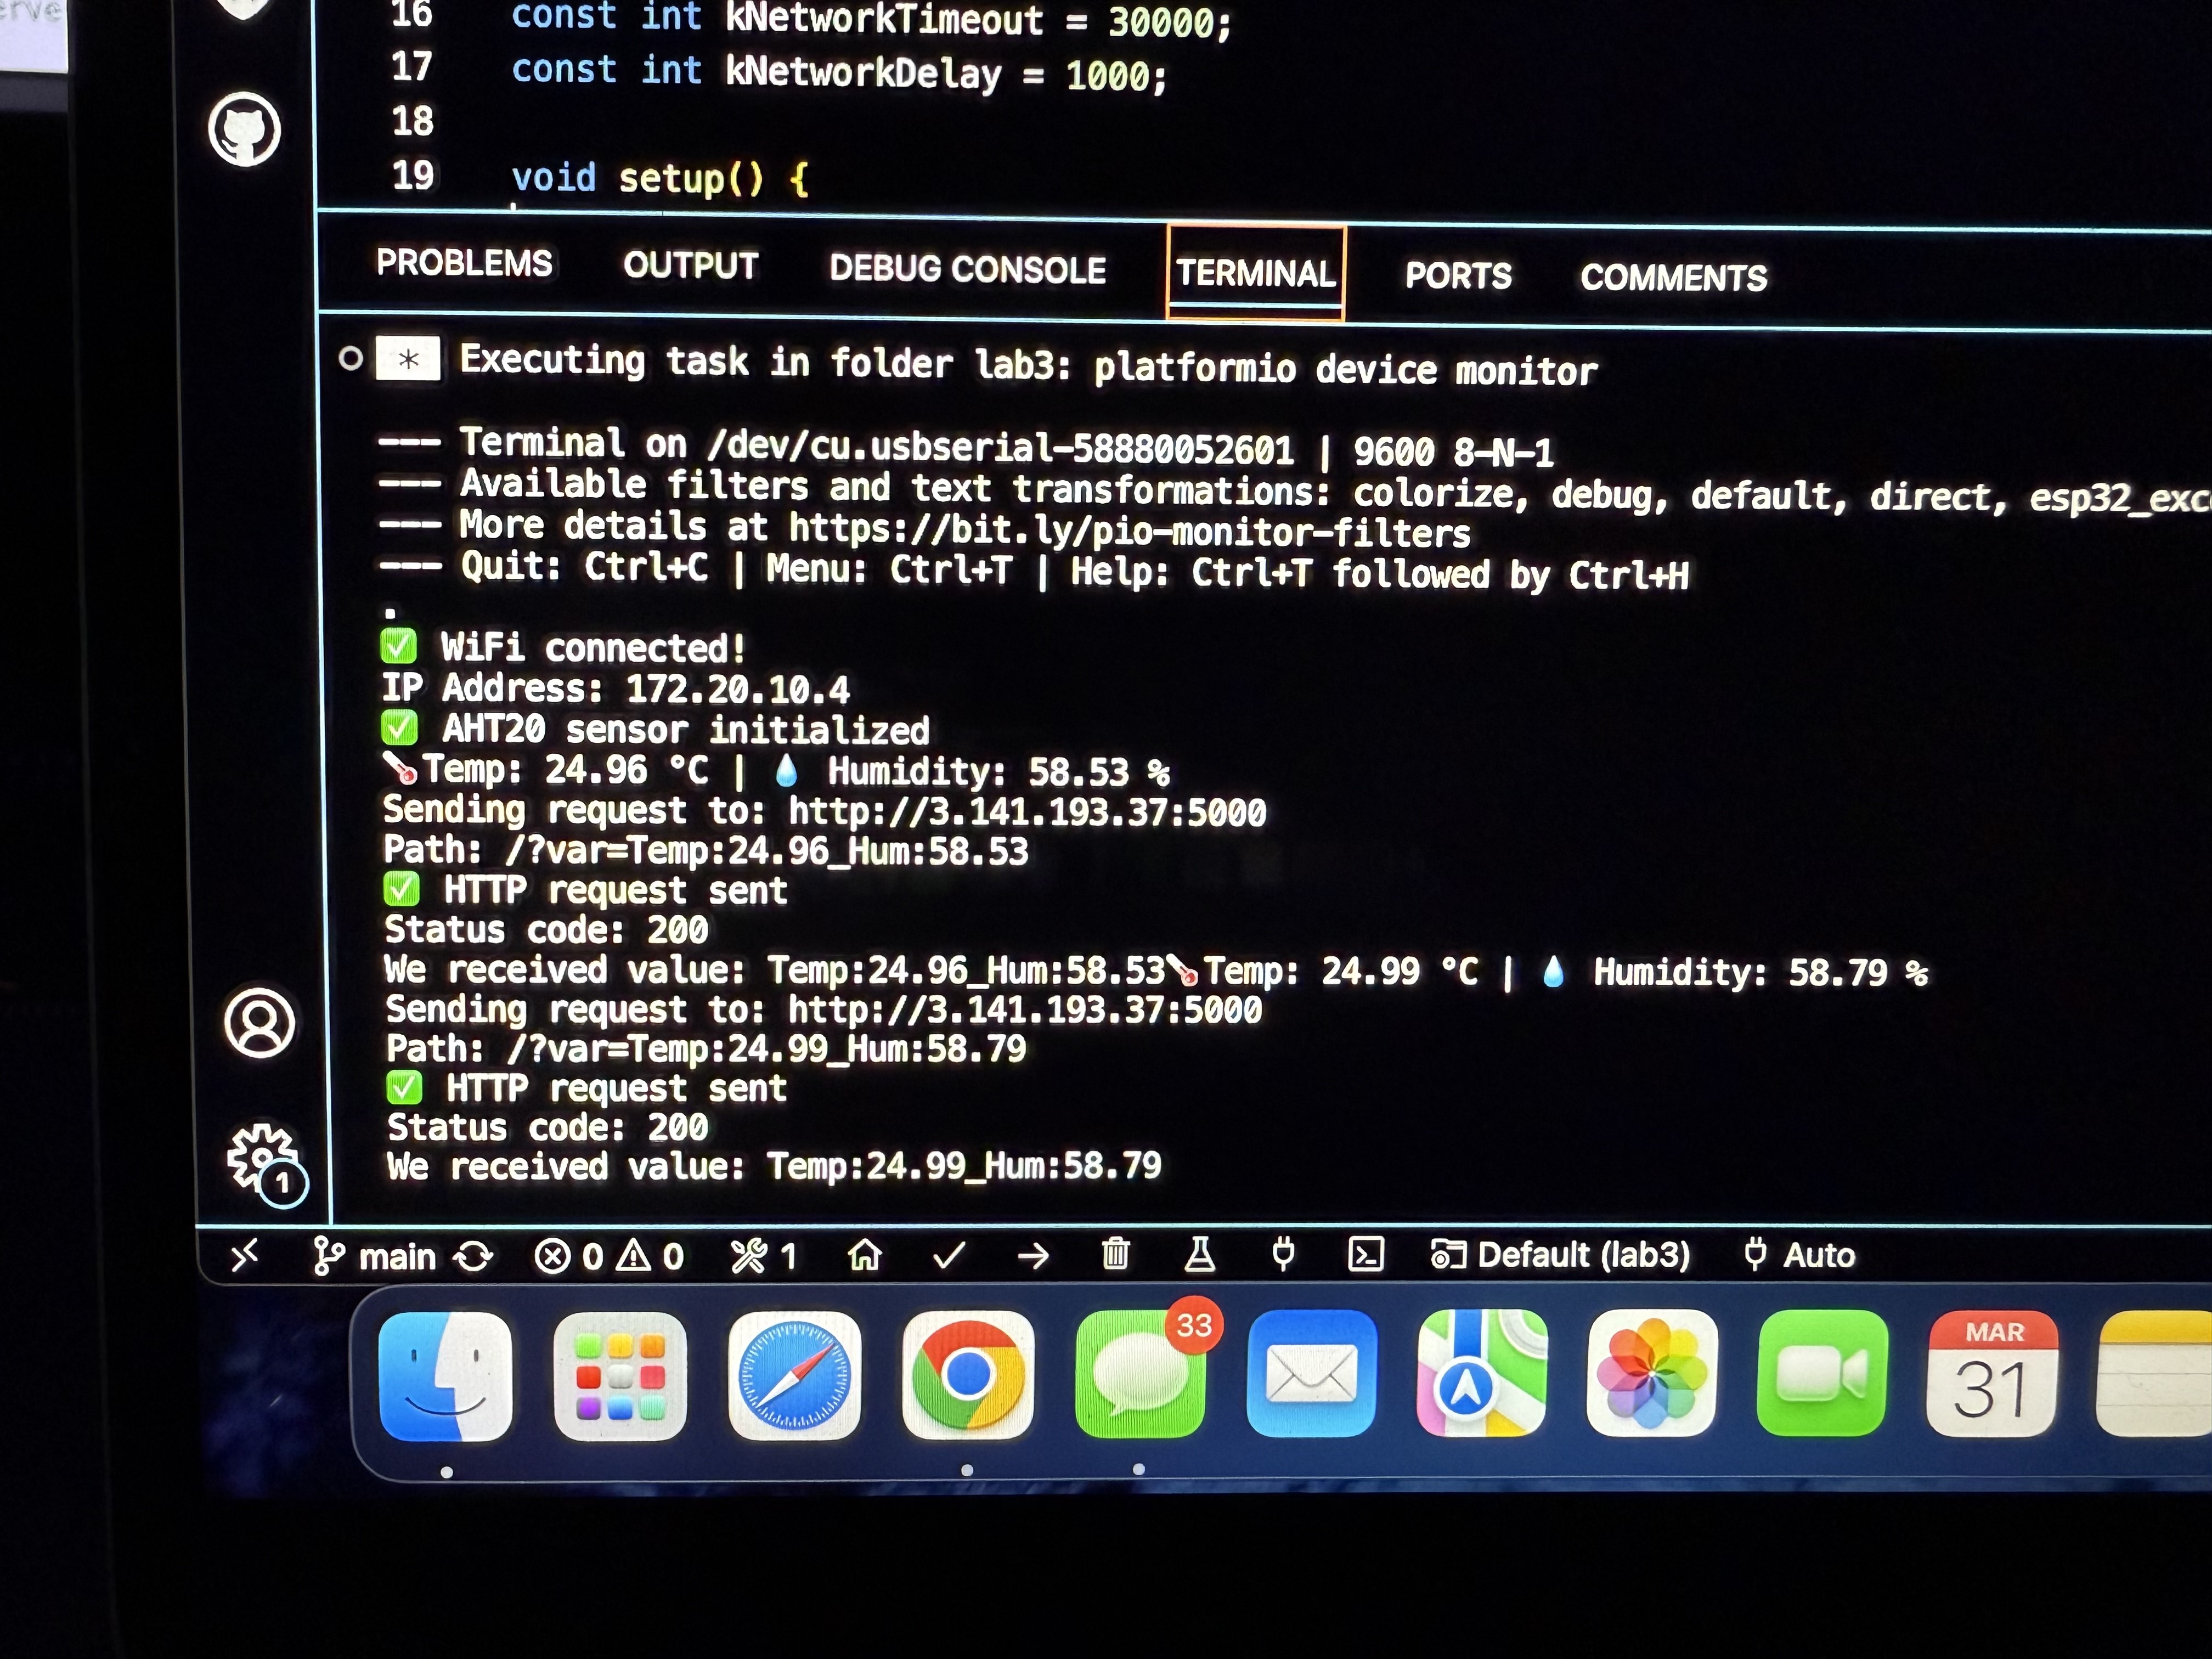 erve
16 const int kNetworkTimeout = 30000;
17 const int kNetworkDelay = 1000;
18
19 void setup() {
PROBLEMS OUTPUT DEBUG CONSOLE TERMINAL PORTS COMMENTS
* Executing task in folder lab3: platformio device monitor
--- Terminal on /dev/cu.usbserial-58880052601 | 9600 8-N-1
--- Available filters and text transformations: colorize, debug, default, direct, esp32_exc
--- More details at https://bit.ly/pio-monitor-filters
--- Quit: Ctrl+C | Menu: Ctrl+T | Help: Ctrl+T followed by Ctrl+H
.
✅ WiFi connected!
IP Address: 172.20.10.4
✅ AHT20 sensor initialized
🌡️Temp: 24.96 °C | 💧 Humidity: 58.53 %
Sending request to: http://3.141.193.37:5000
Path: /?var=Temp:24.96_Hum:58.53
✅ HTTP request sent
Status code: 200
We received value: Temp:24.96_Hum:58.53🌡️Temp: 24.99 °C | 💧 Humidity: 58.79 %
Sending request to: http://3.141.193.37:5000
Path: /?var=Temp:24.99_Hum:58.79
✅ HTTP request sent
Status code: 200
We received value: Temp:24.99_Hum:58.79
1
main 0 0 1 Default (lab3) Auto
33
MAR
31